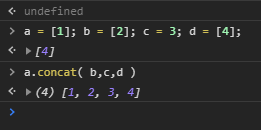 undefined
a = [1]; b = [2]; c = 3; d = [4];
[4]
a.concat( b,c,d )
(4) [1, 2, 3, 4]